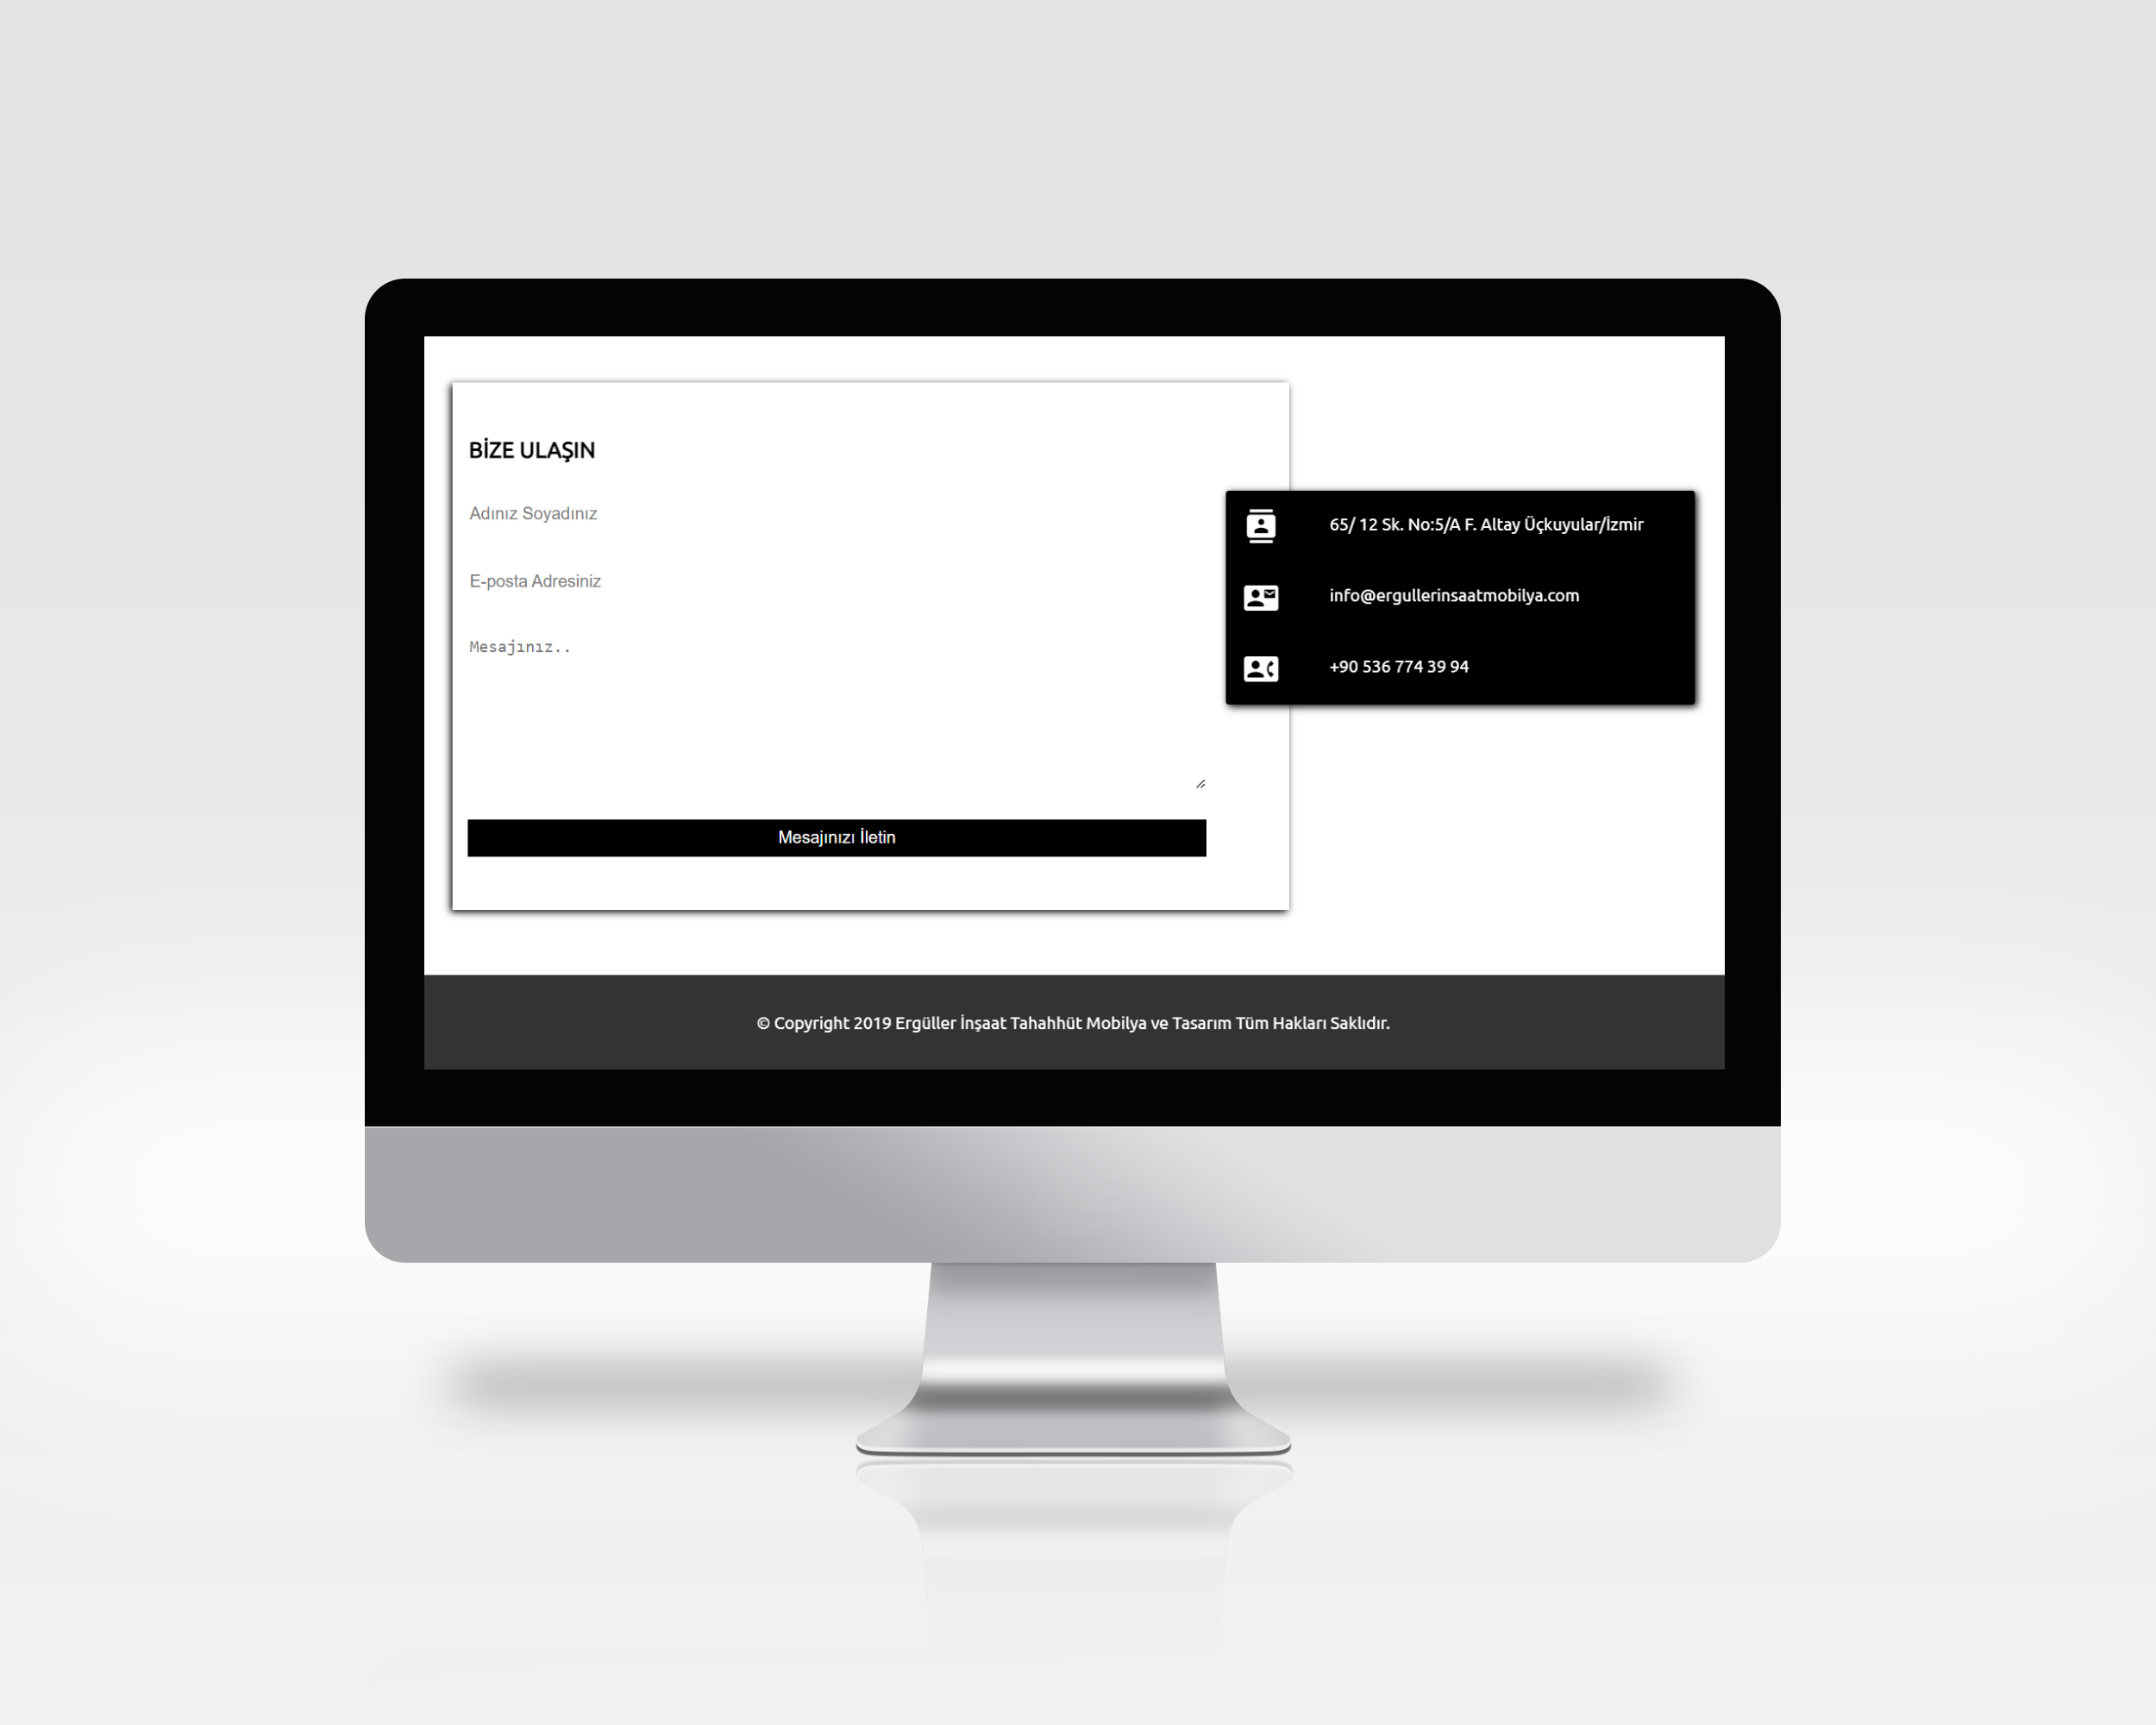 BİZE ULAŞIN
Adınız Soyadınız
E-posta Adresiniz
Mesajınız..
Mesajınızı İletin
65/ 12 Sk. No:5/A F. Altay Üçkuyular/İzmir
info@ergullerinsaatmobilya.com
+90 536 774 39 94
© Copyright 2019 Ergüller İnşaat Tahahhüt Mobilya ve Tasarım Tüm Hakları Saklıdır.